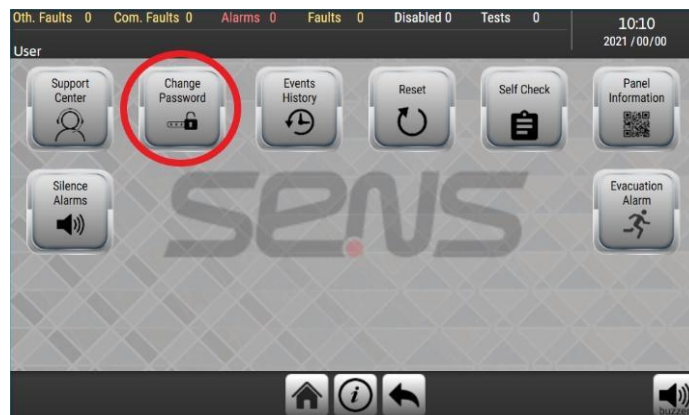 Oth. Faults 0 Com. Faults 0 Alarms 0 Faults 0 Disabled 0 Tests 0
10:10
2021 / 00/00
User
Support
Center
Change
Password
Events
History
Reset
Self Check
Panel
Information
Silence
Alarms
SENS
Evacuation
Alarm
i
buzzer